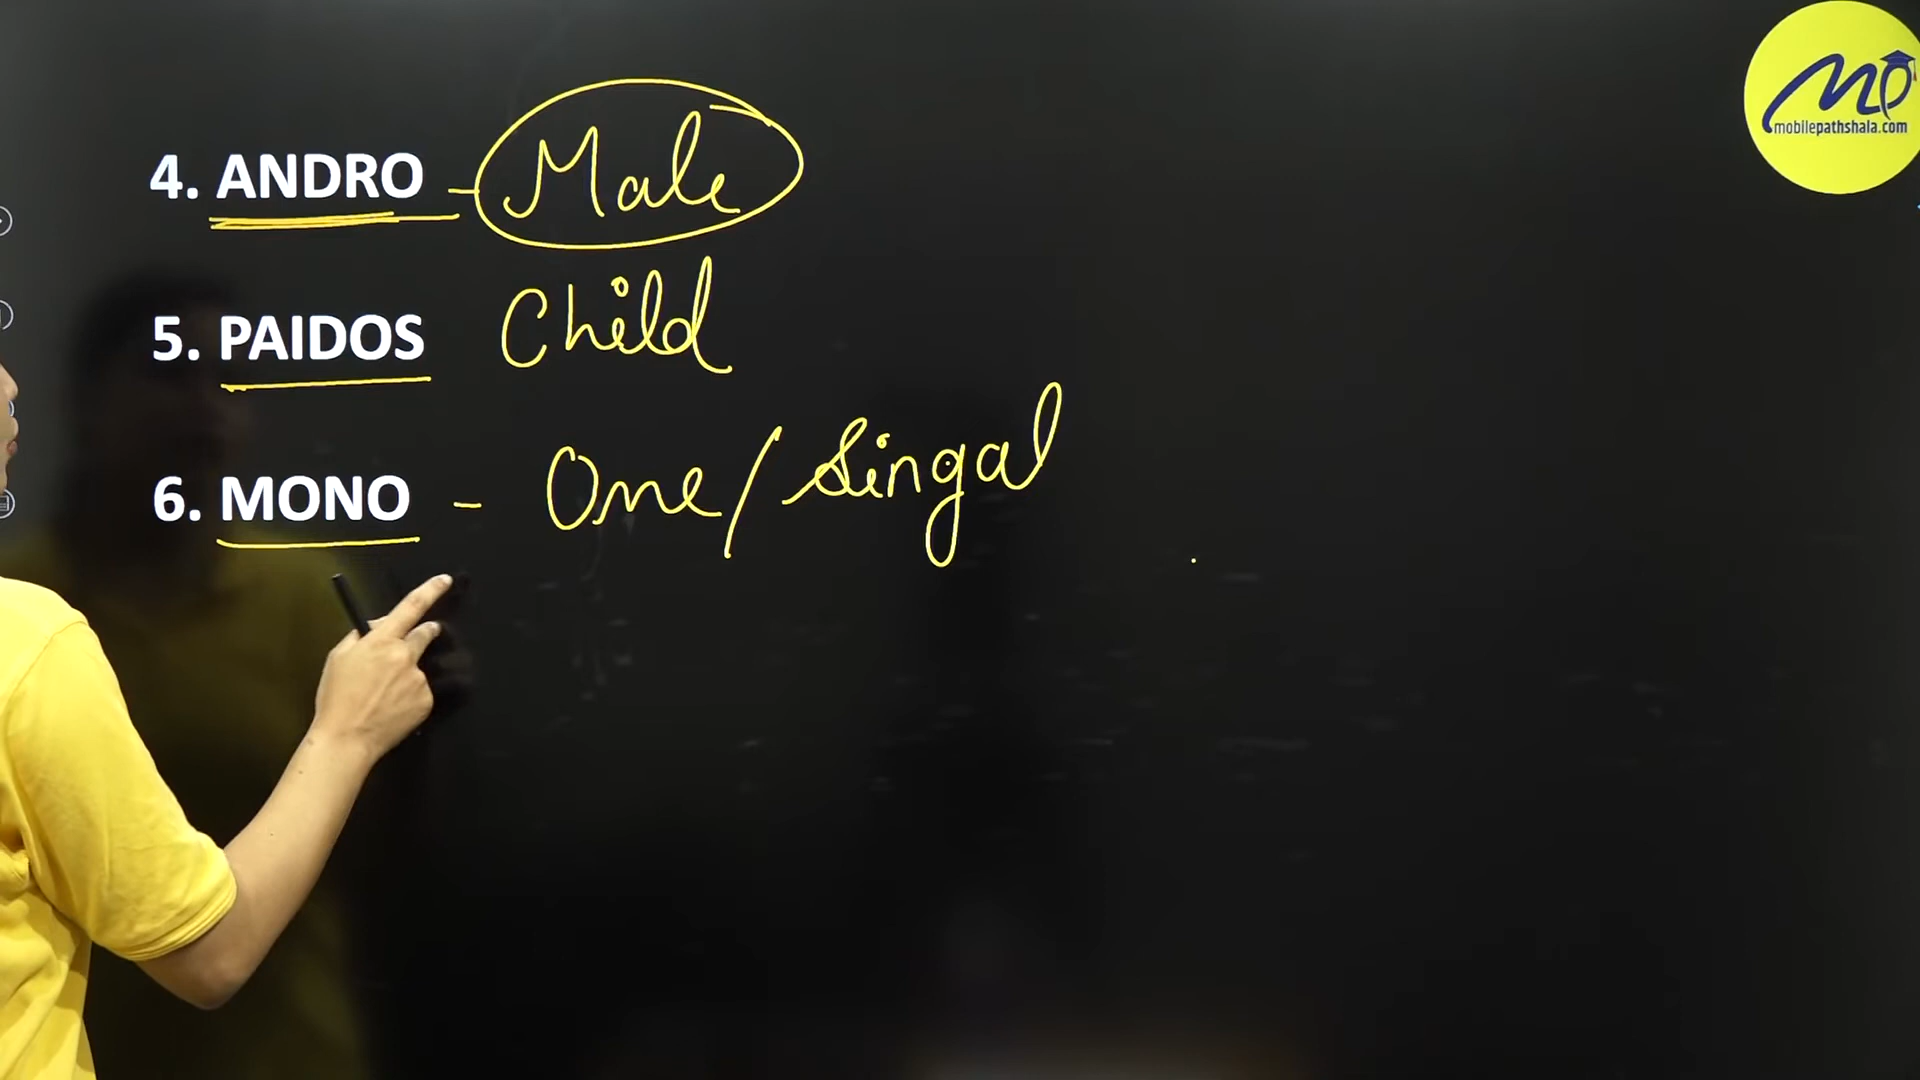 mobilepathshala.com
4. ANDRO - Male
5. PAIDOS Child
6. MONO - One/Singal